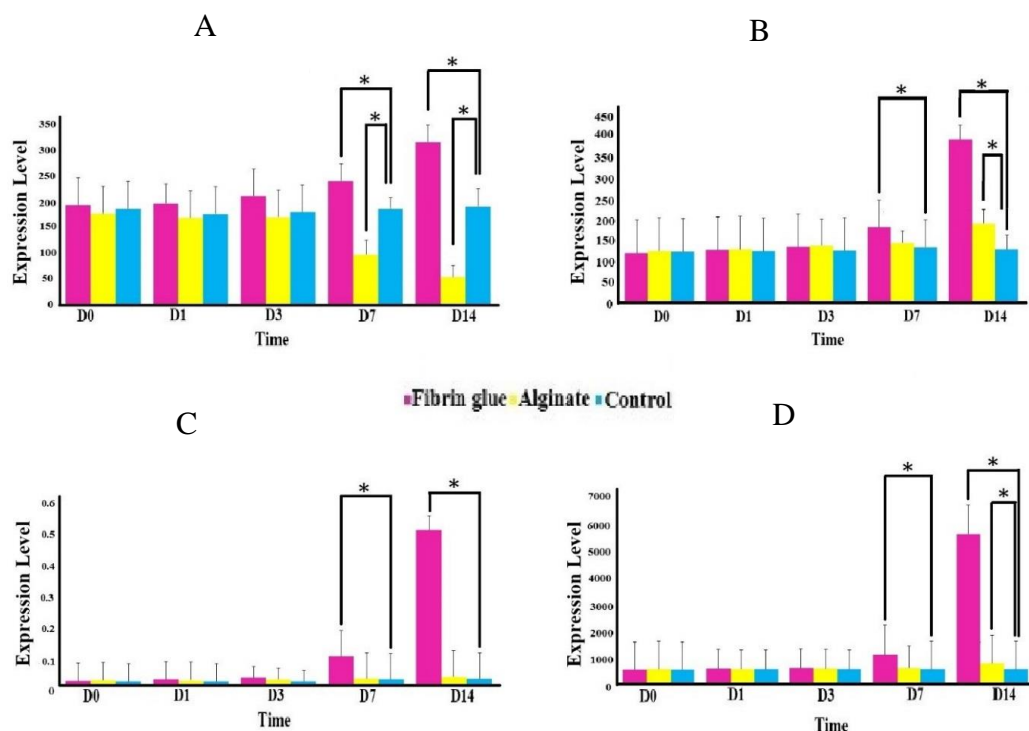 A
Expression Level
350
300
250
200
150
100
50
0
D0 D1 D3 D7 D14
Time
* * * *
B
Expression Level
450
400
350
300
250
200
150
100
50
0
D0 D1 D3 D7 D14
Time
* * *
Fibrin glue Alginate Control
C
Expression Level
0.6
0.5
0.4
0.3
0.2
0.1
0
D0 D1 D3 D7 D14
* *
D
Expression Level
7000
6000
5000
4000
3000
2000
1000
0
D0 D1 D3 D7 D14
Time
* * *